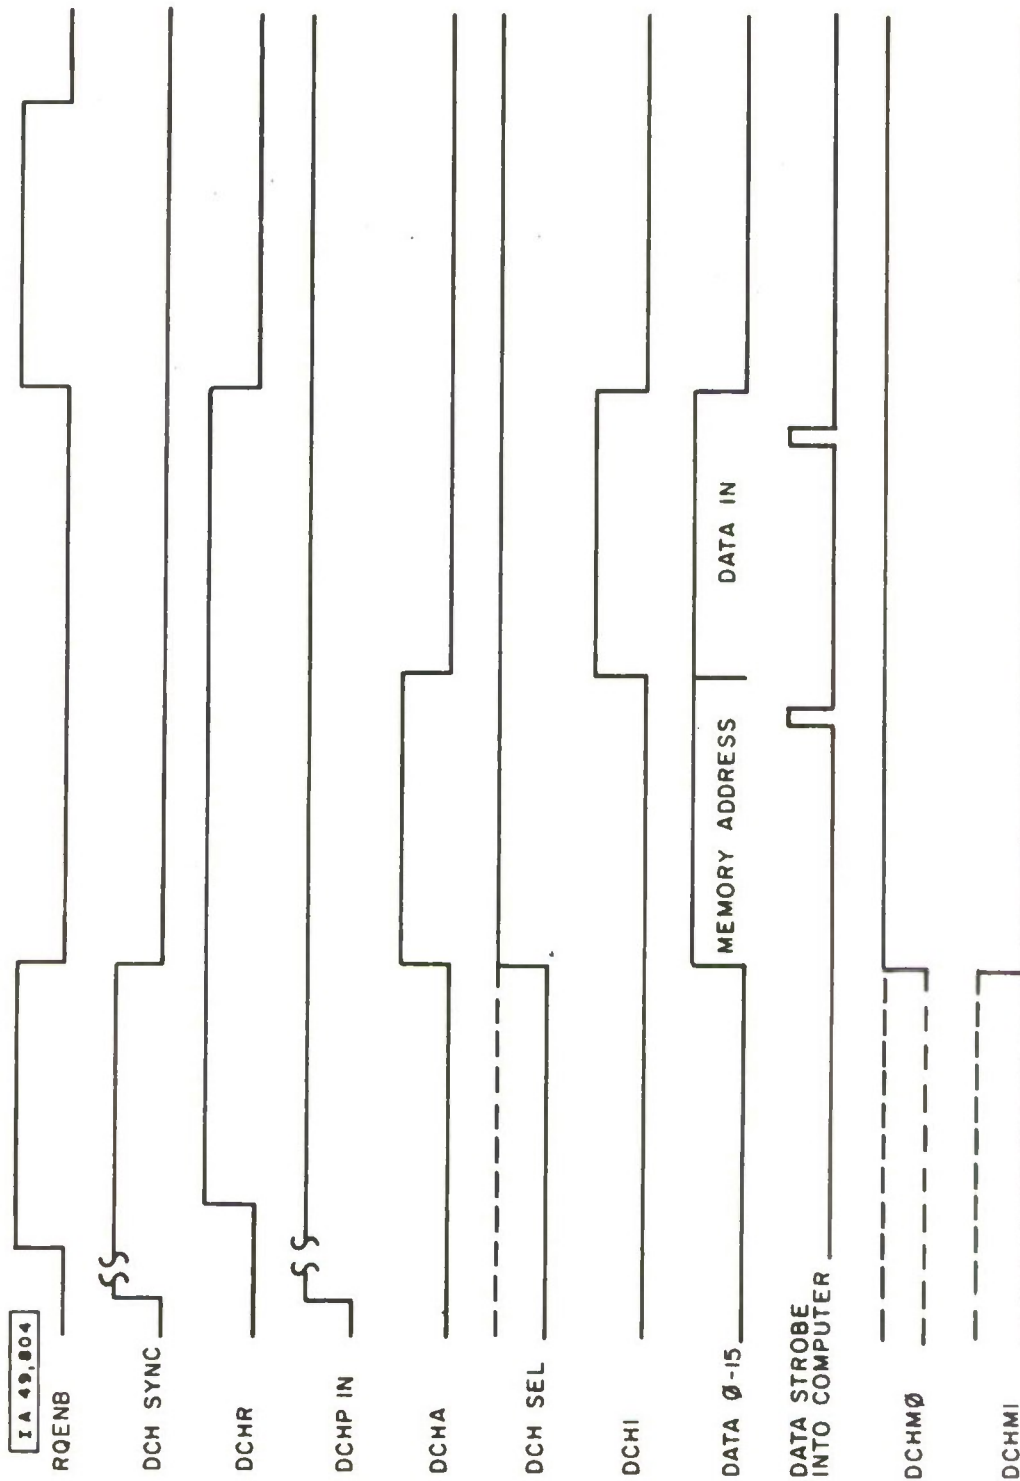 IA 49,804
RQENB
DCH SYNC
DCHR
DCHP IN
DCHA
DCH SEL
DCHI
DATA Ø-15
MEMORY ADDRESS
DATA IN
DATA STROBE
INTO COMPUTER
DCHMØ
DCHMI